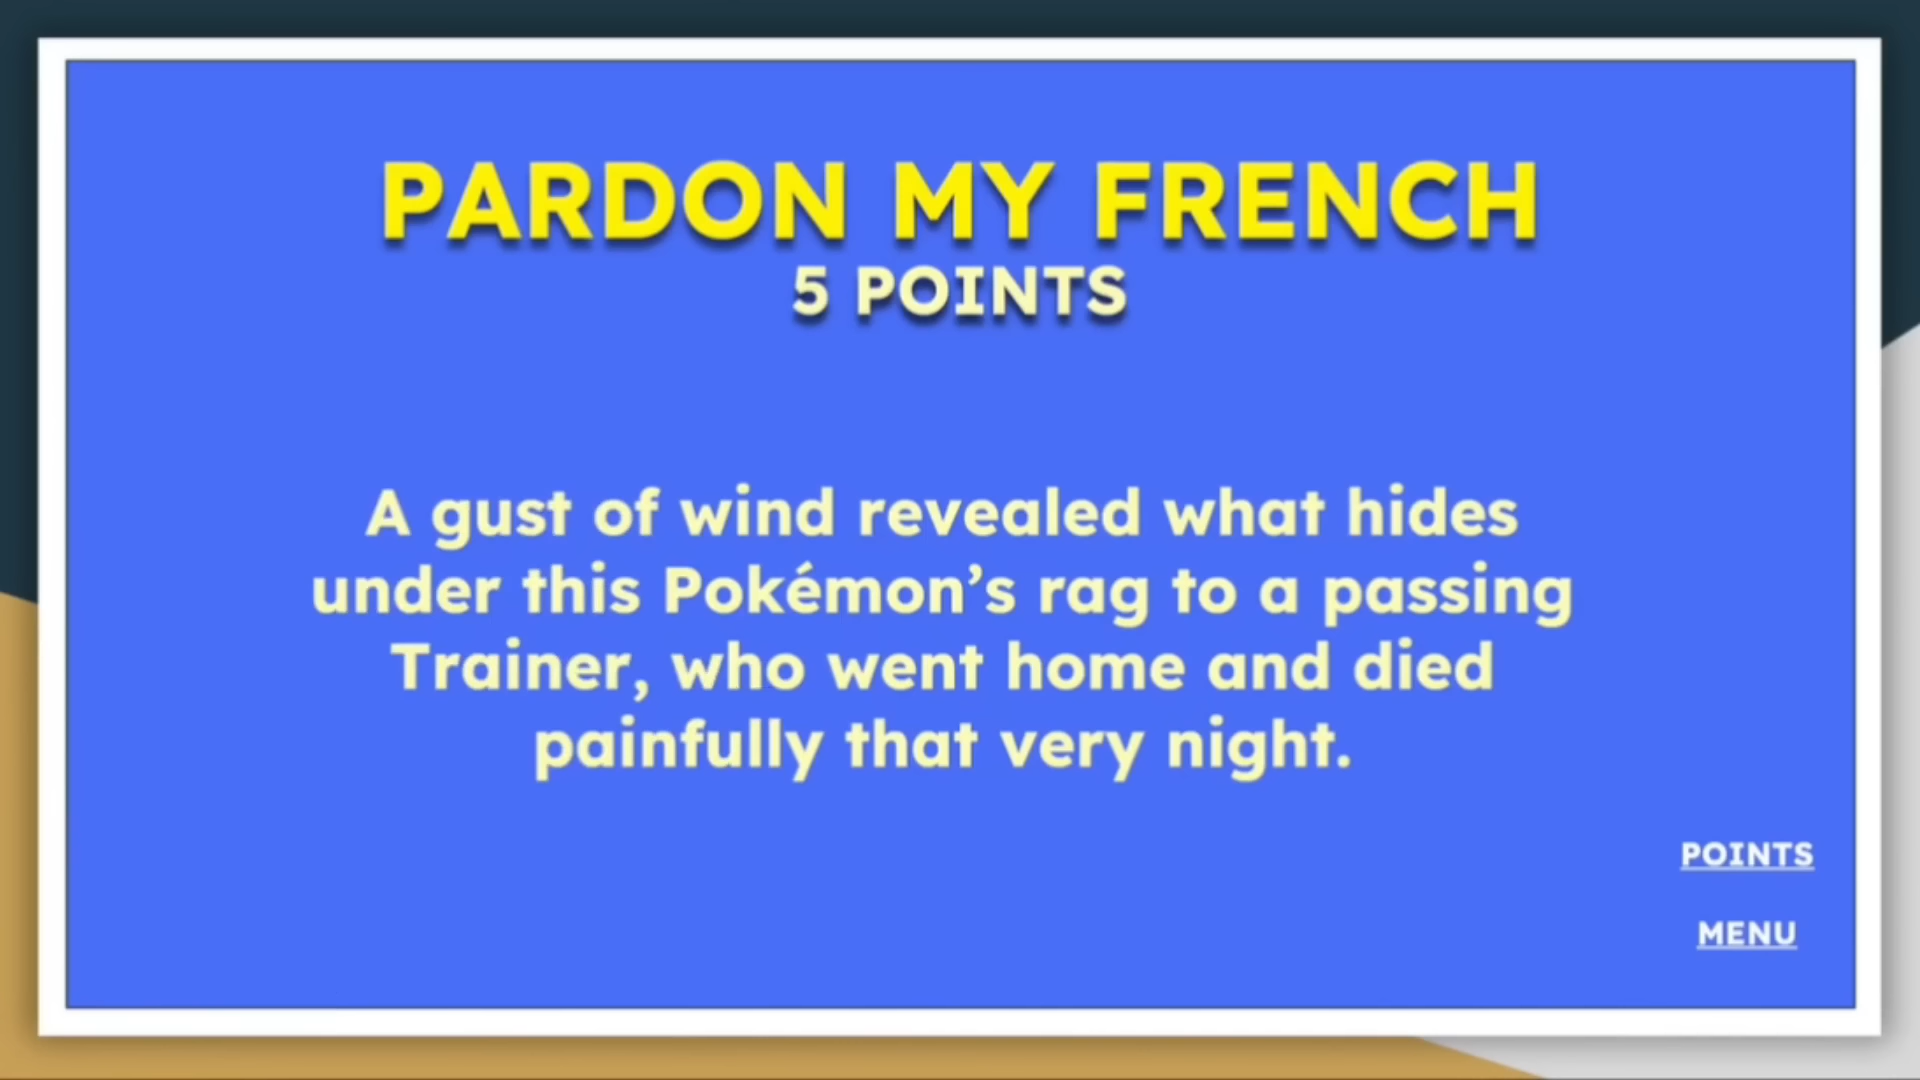 PARDON MY FRENCH
5 POINTS
A gust of wind revealed what hides
under this Pokémon’s rag to a passing
Trainer, who went home and died
painfully that very night.
POINTS
MENU